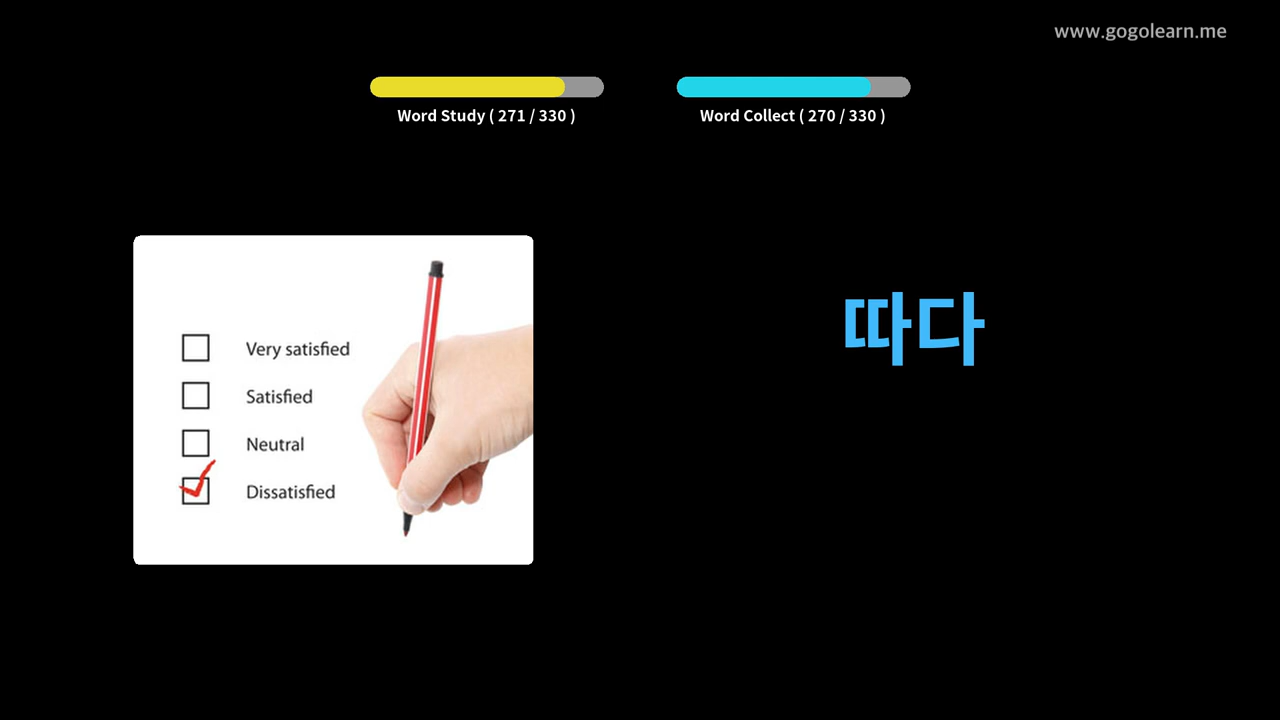 www.gogolearn.me
Word Study ( 271 / 330 )
Word Collect ( 270 / 330 )
Very satisfied
Satisfied
Neutral
Dissatisfied
따다